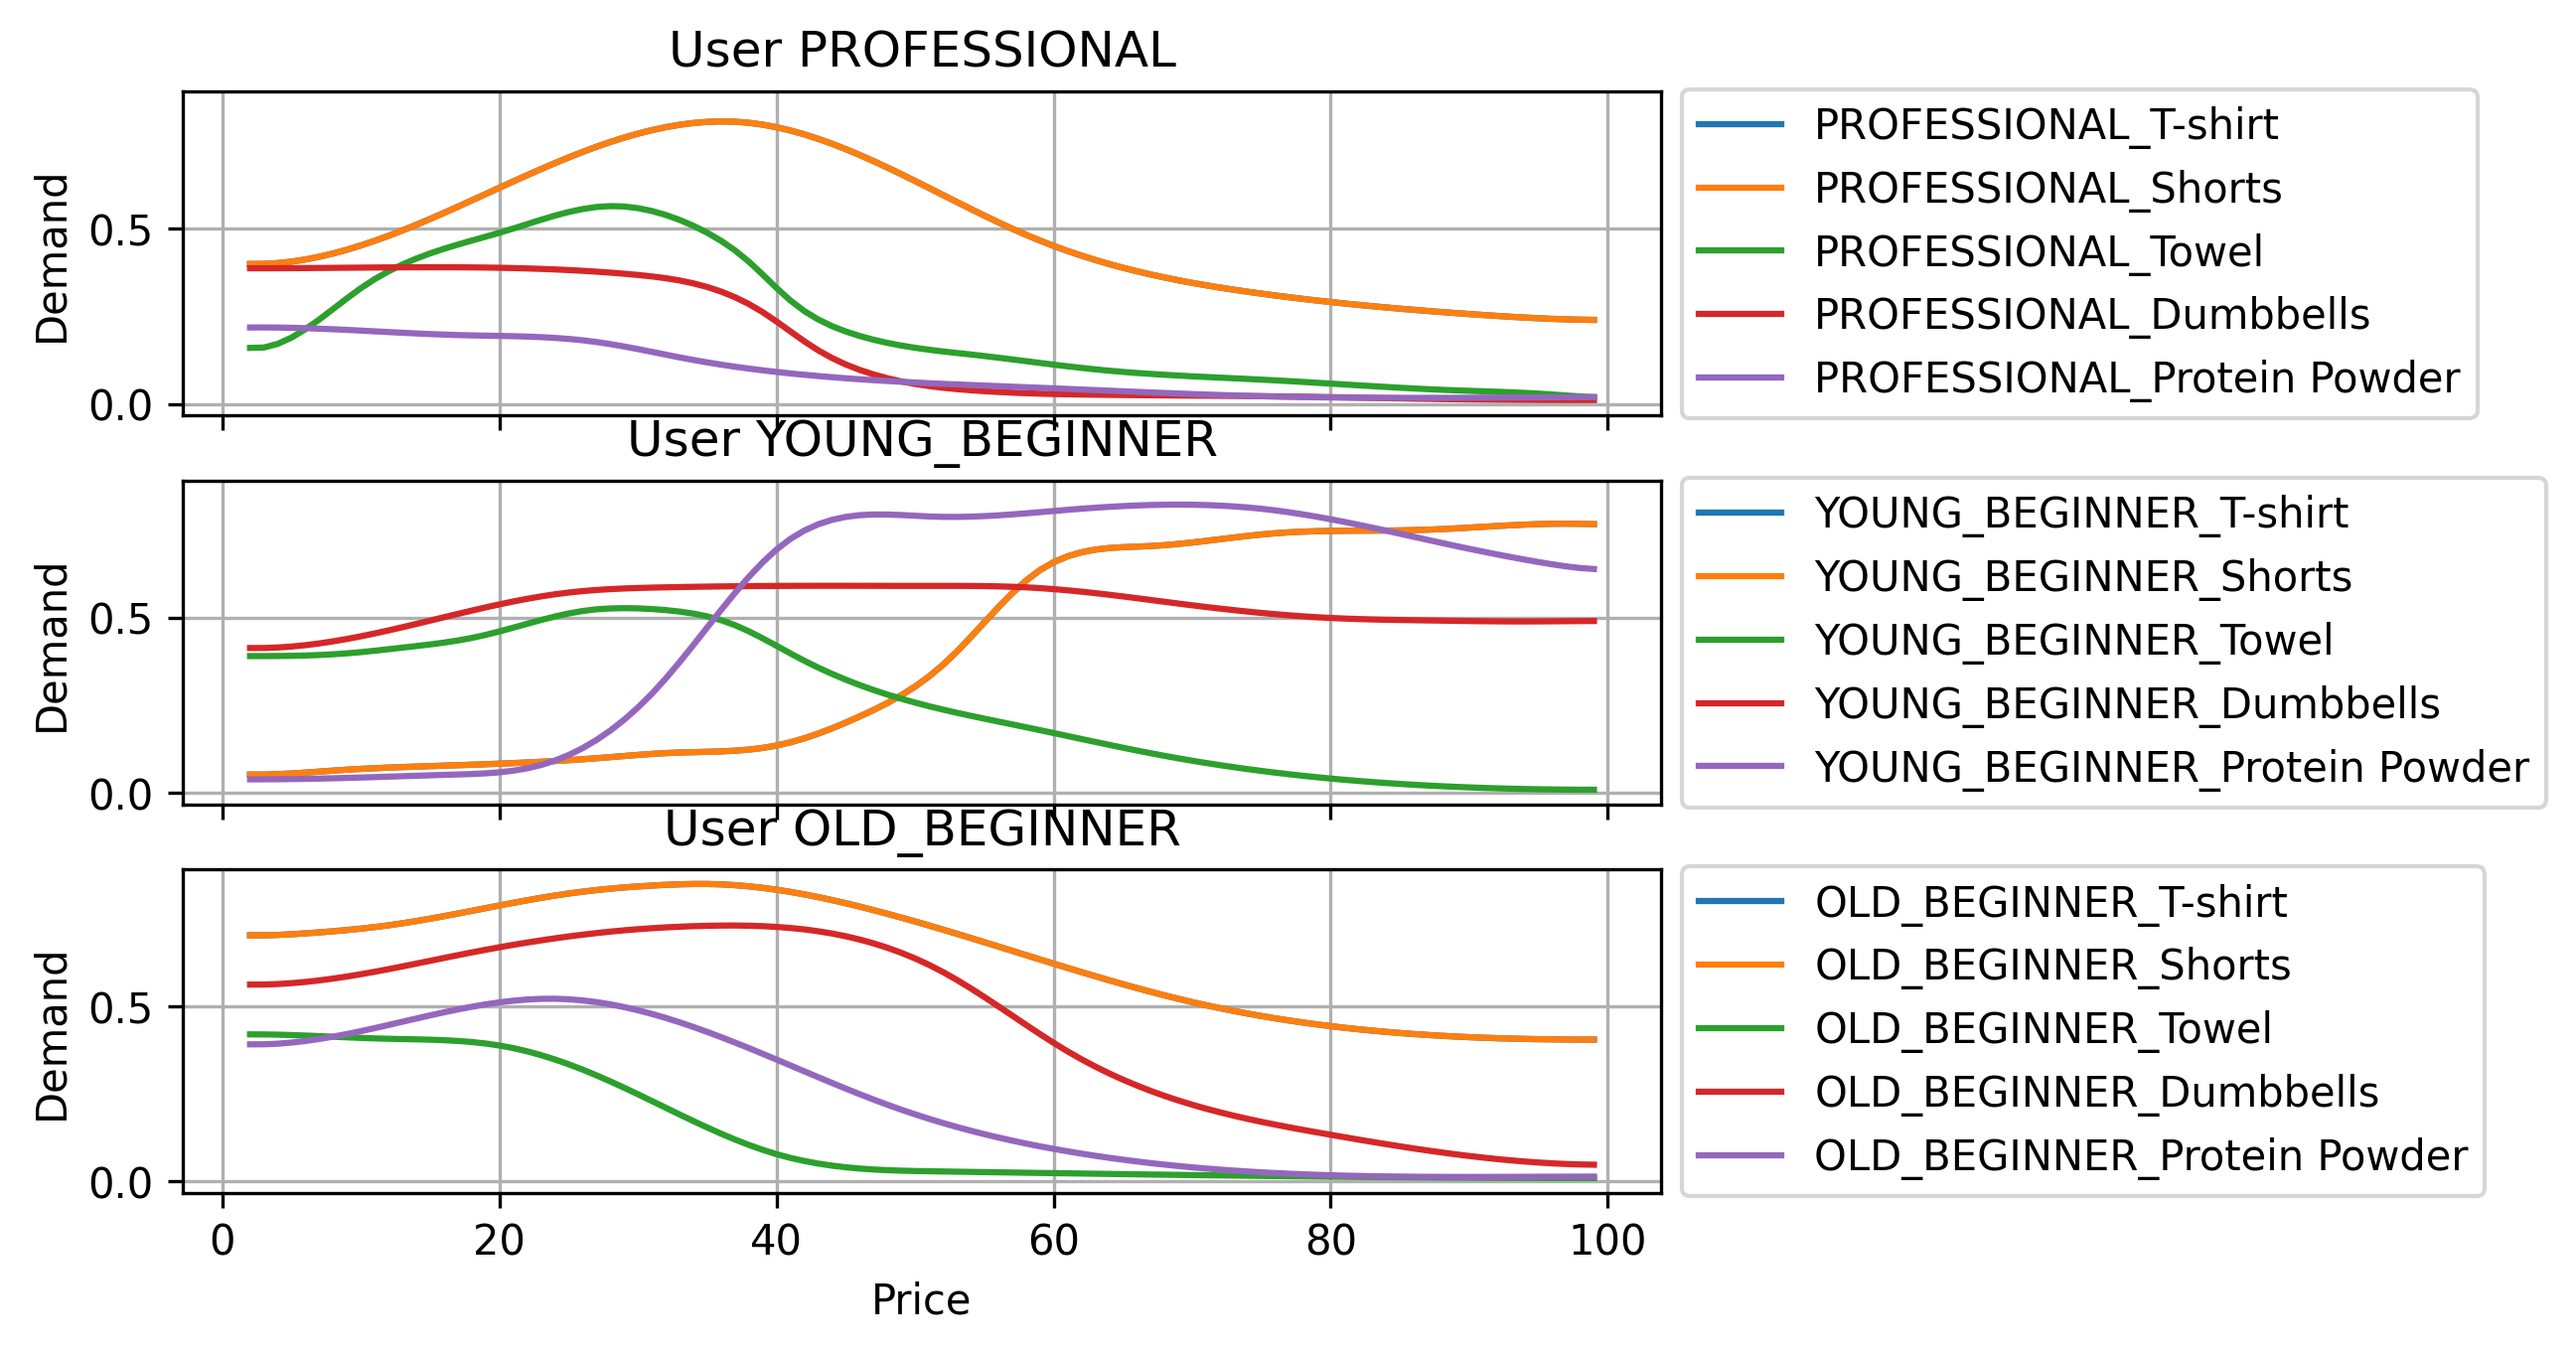 User PROFESSIONAL
Demand
0.5
0.0
PROFESSIONAL_T-shirt
PROFESSIONAL_Shorts
PROFESSIONAL_Towel
PROFESSIONAL_Dumbbells
PROFESSIONAL_Protein Powder
User YOUNG_BEGINNER
Demand
0.5
0.0
YOUNG_BEGINNER_T-shirt
YOUNG_BEGINNER_Shorts
YOUNG_BEGINNER_Towel
YOUNG_BEGINNER_Dumbbells
YOUNG_BEGINNER_Protein Powder
User OLD_BEGINNER
Demand
0.5
0.0
OLD_BEGINNER_T-shirt
OLD_BEGINNER_Shorts
OLD_BEGINNER_Towel
OLD_BEGINNER_Dumbbells
OLD_BEGINNER_Protein Powder
0 20 40 60 80 100
Price